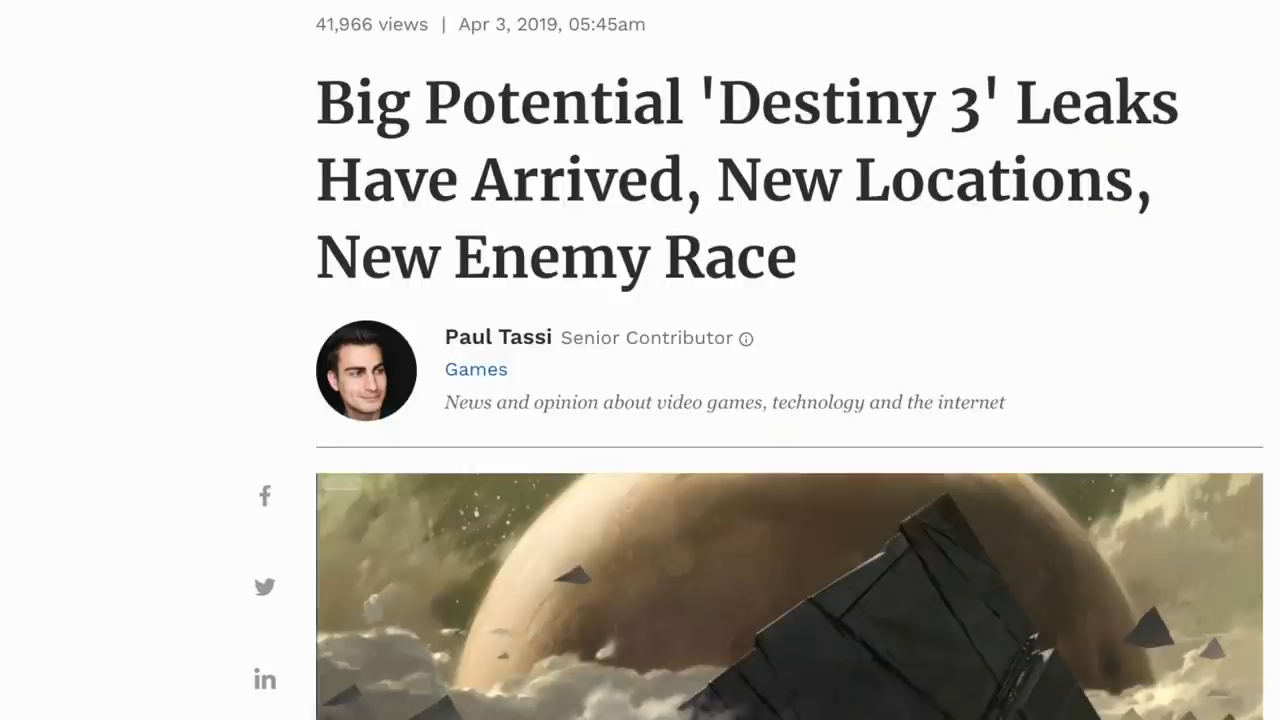 41,966 views | Apr 3, 2019, 05:45am
Big Potential 'Destiny 3' Leaks
Have Arrived, New Locations,
New Enemy Race
Paul Tassi Senior Contributor
Games
News and opinion about video games, technology and the internet